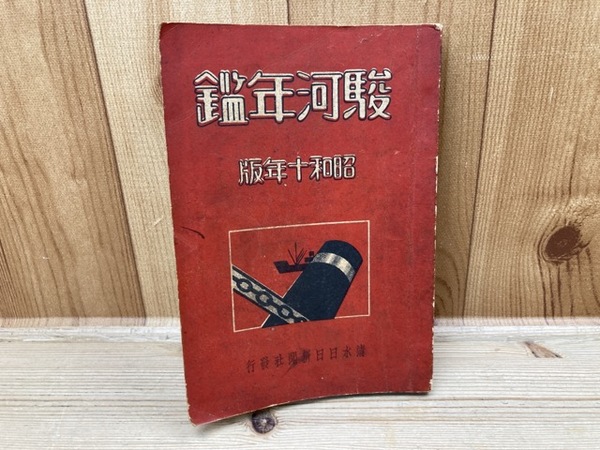 駿河年鑑
昭和十年版
清水日日新聞社發行